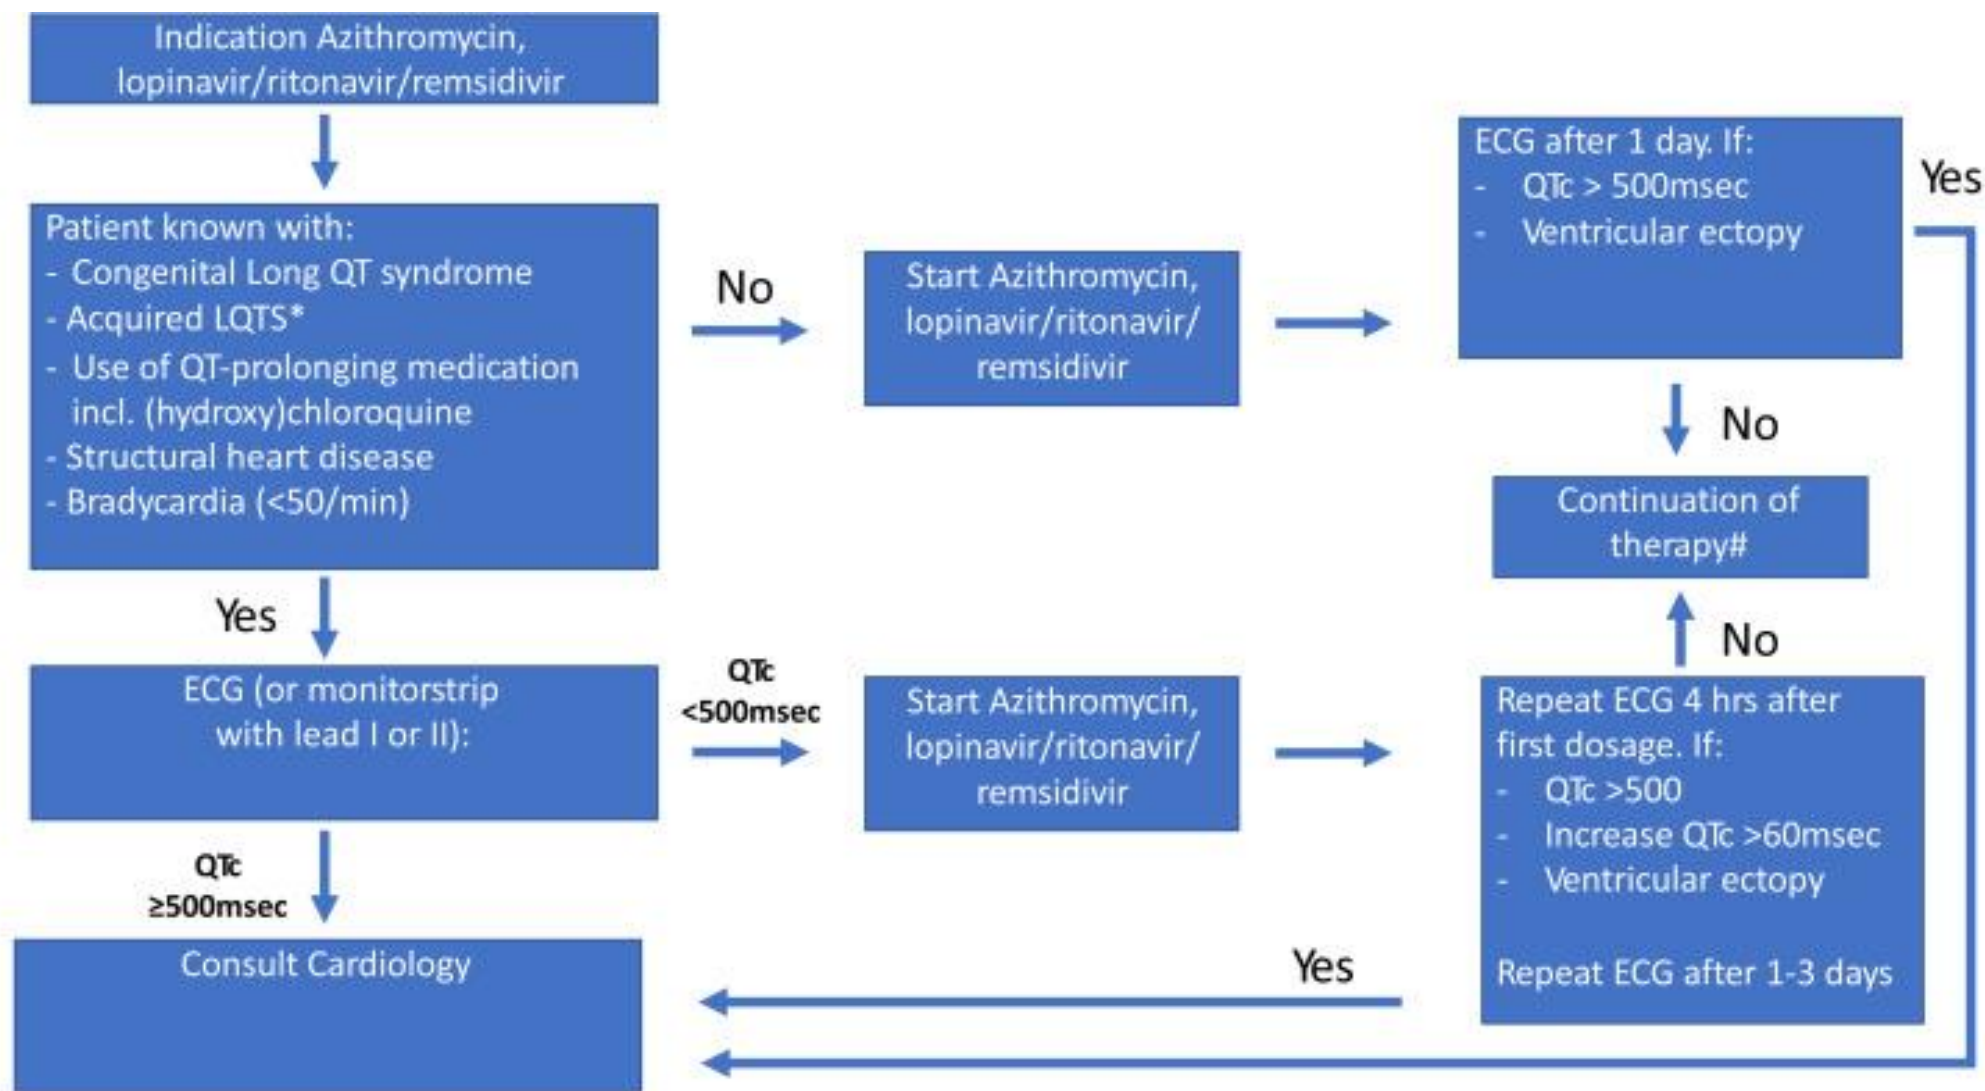 Indication Azithromycin,
lopinavir/ritonavir/remsidivir
Patient known with:
- Congenital Long QT syndrome
- Acquired LQTS*
- Use of QT-prolonging medication
incl. (hydroxy)chloroquine
- Structural heart disease
- Bradycardia (<50/min)
No
Start Azithromycin,
lopinavir/ritonavir/
remsidivir
ECG after 1 day. If:
- QTc > 500msec
- Ventricular ectopy
Yes
No
Continuation of
therapy#
Yes
ECG (or monitorstrip
with lead I or II):
QTc
<500msec
Start Azithromycin,
lopinavir/ritonavir/
remsidivir
No
Repeat ECG 4 hrs after
first dosage. If:
- QTc >500
- Increase QTc >60msec
- Ventricular ectopy
Repeat ECG after 1-3 days
QTc
≥500msec
Consult Cardiology
Yes